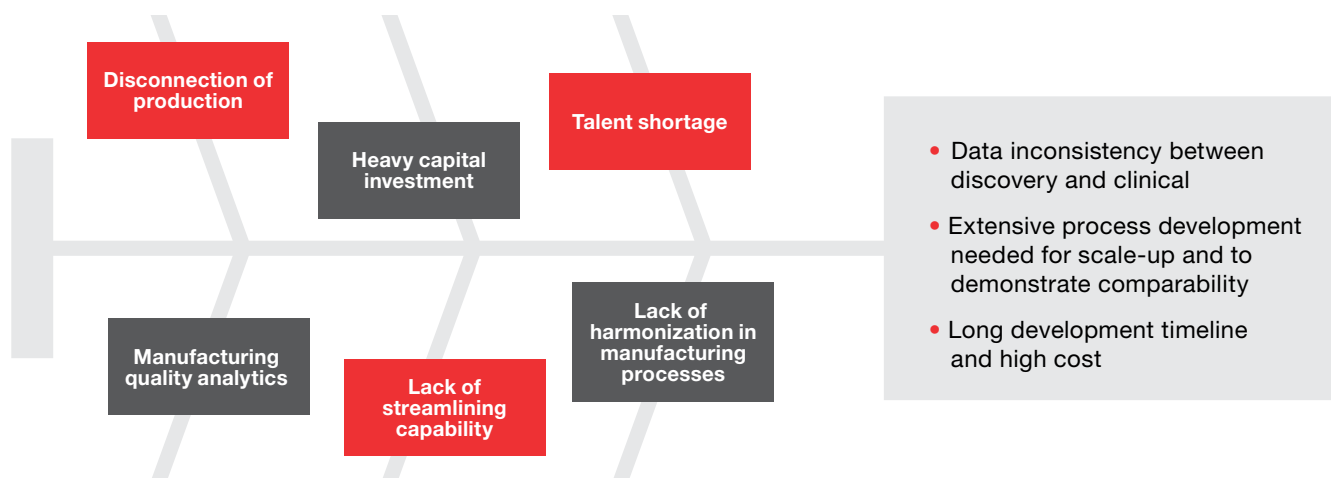 Disconnection of
production
Heavy capital
investment
Talent shortage
Manufacturing
quality analytics
Lack of
streamlining
capability
Lack of
harmonization in
manufacturing
processes
• Data inconsistency between
discovery and clinical
• Extensive process development
needed for scale-up and to
demonstrate comparability
• Long development timeline
and high cost